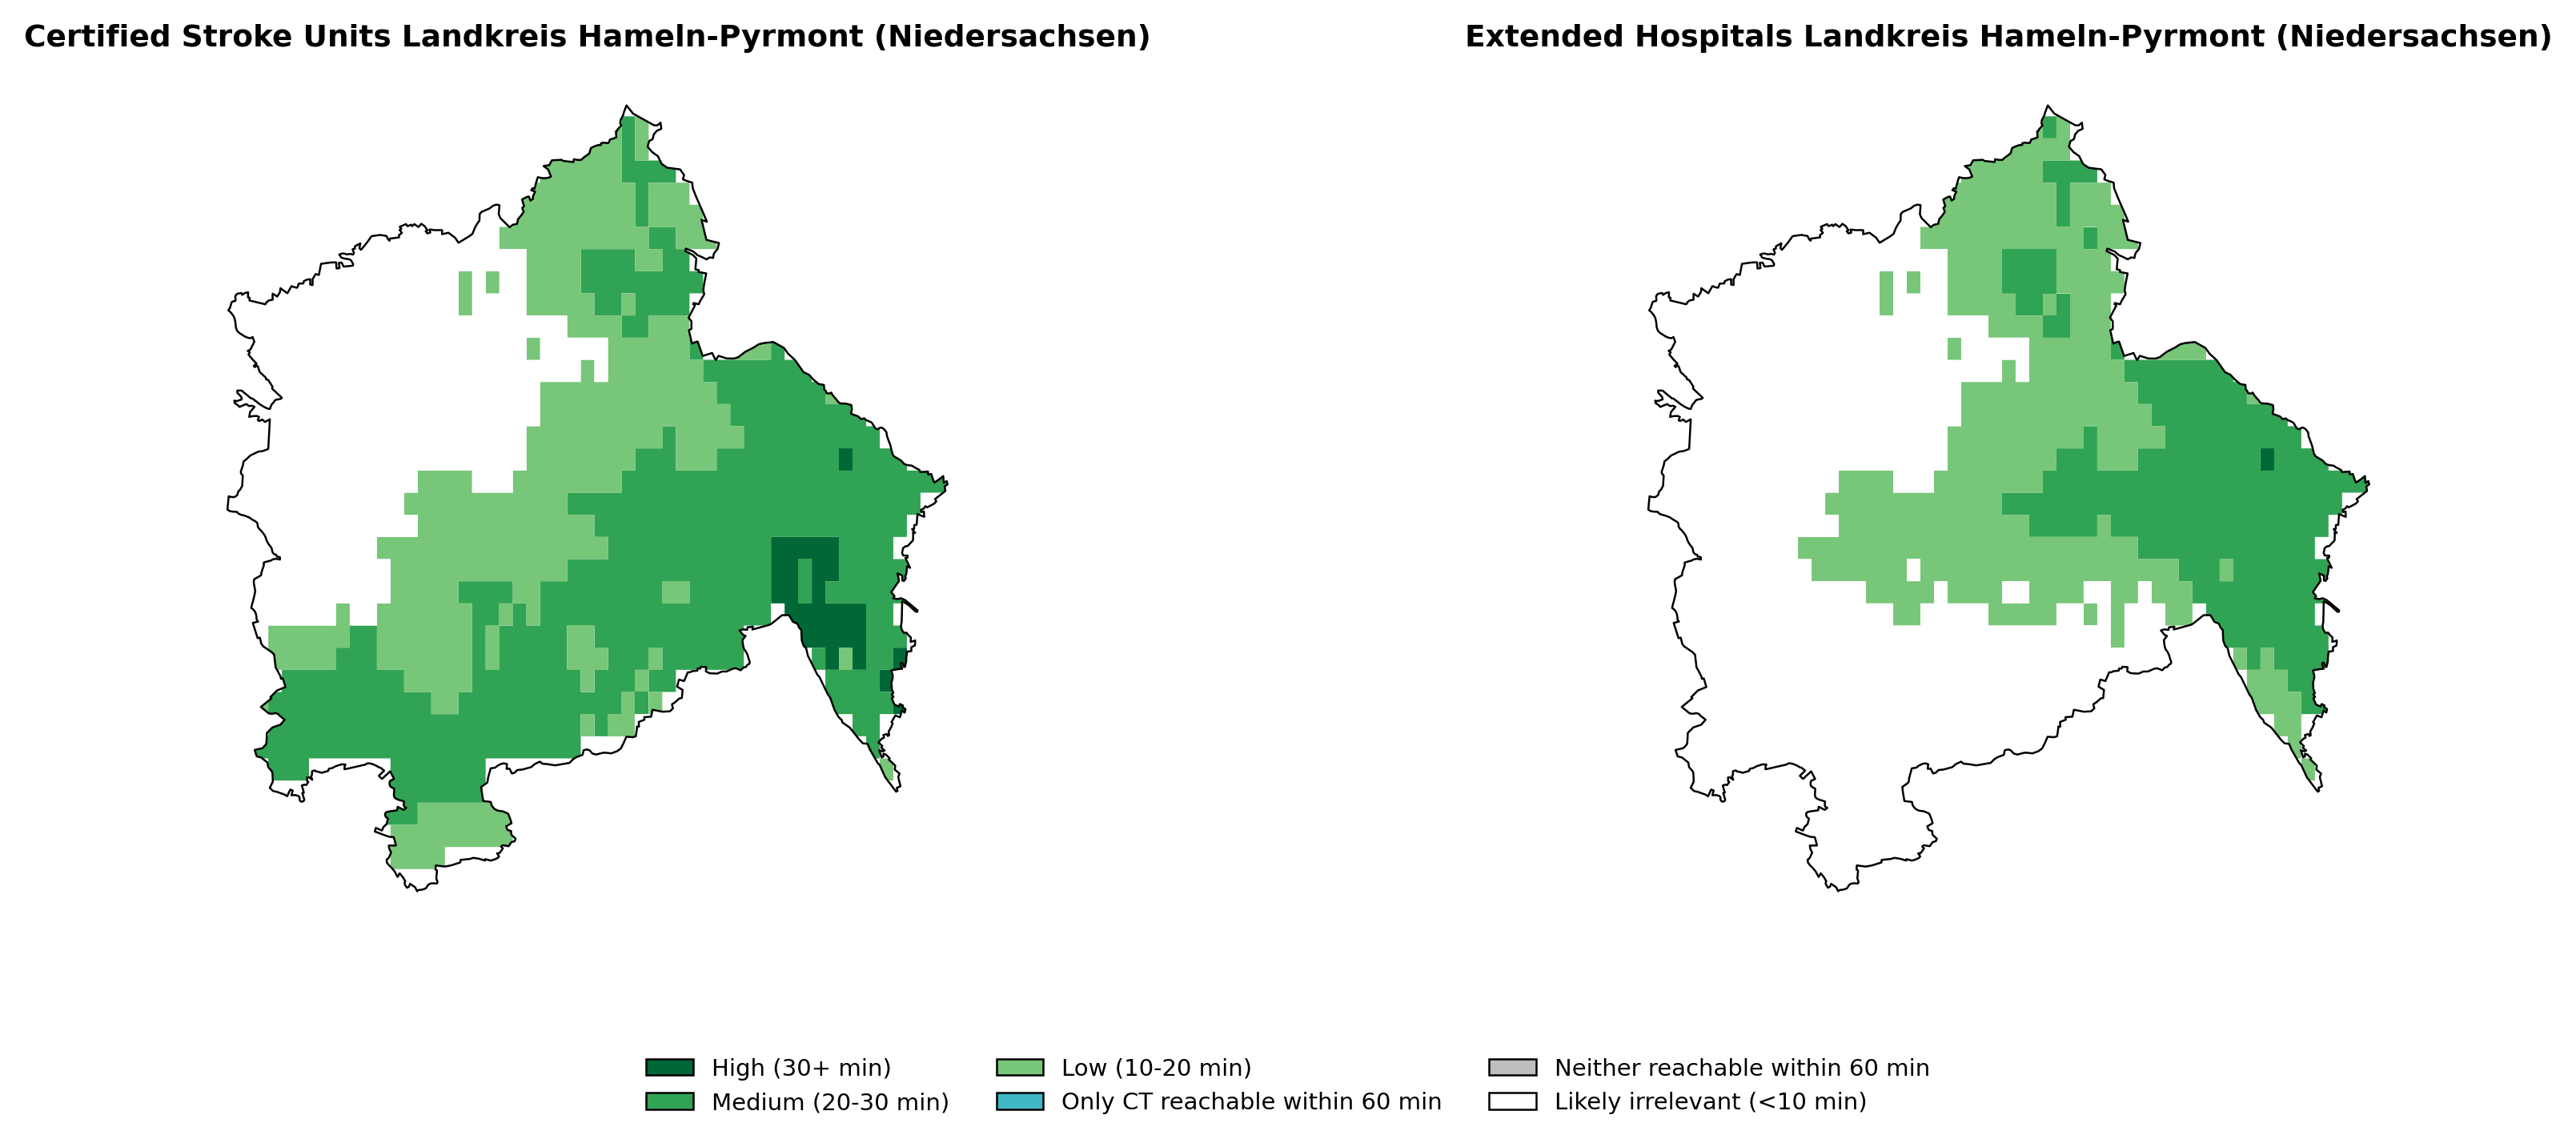 Certified Stroke Units Landkreis Hameln-Pyrmont (Niedersachsen)
Extended Hospitals Landkreis Hameln-Pyrmont (Niedersachsen)
High (30+ min)
Medium (20-30 min)
Low (10-20 min)
Only CT reachable within 60 min
Neither reachable within 60 min
Likely irrelevant (<10 min)